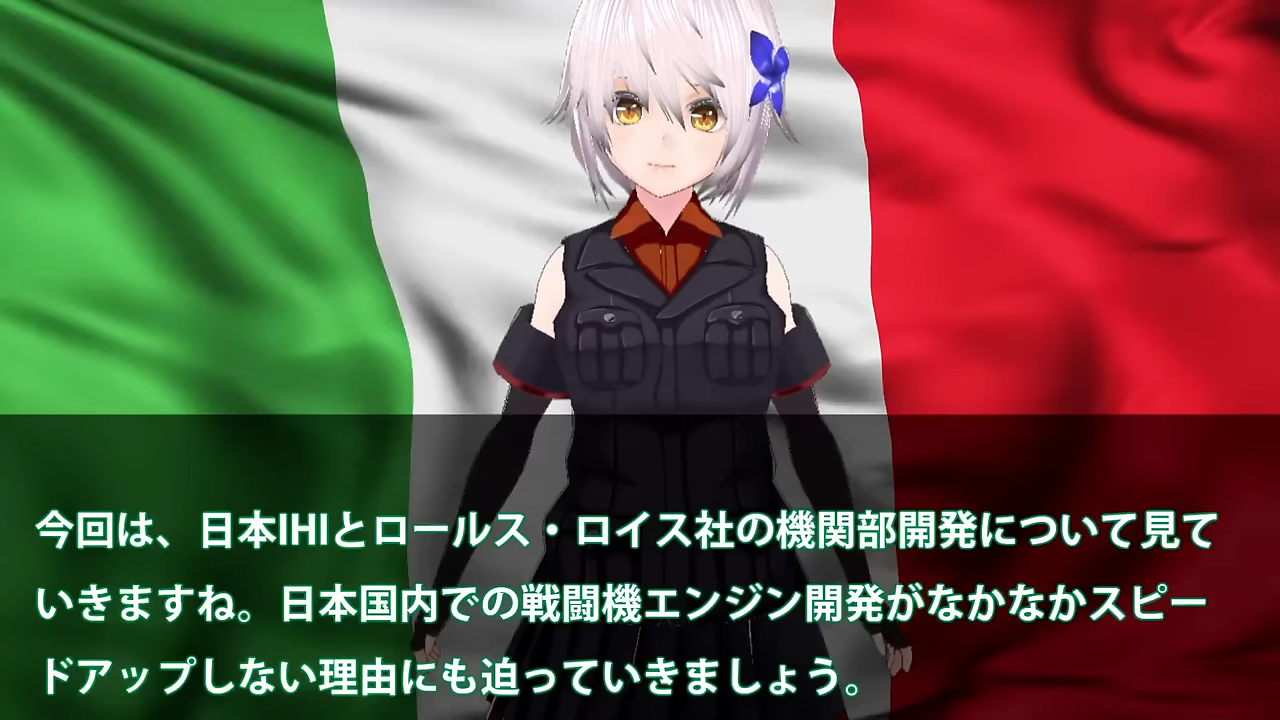 今回は、日本IHIとロールス・ロイス社の機関部開発について見て
いきますね。日本国内での戦闘機エンジン開発がなかなかスピー
ドアップしない理由にも迫っていきましょう。